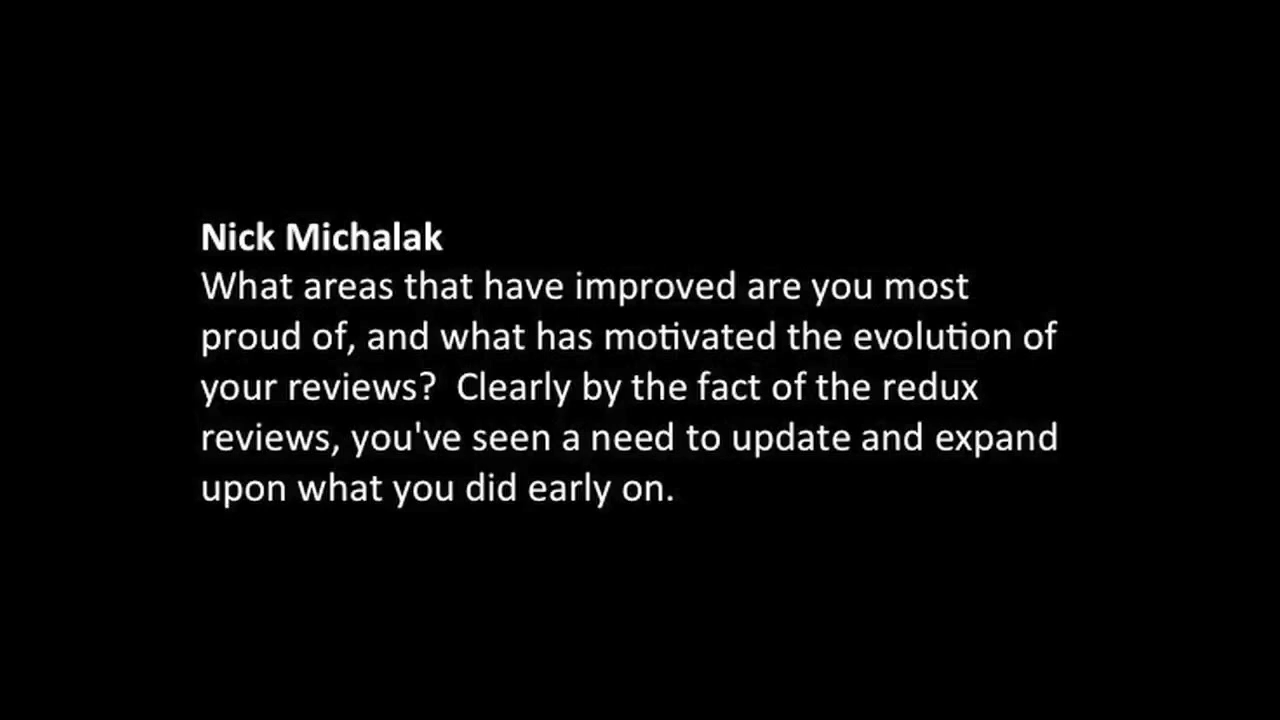 Nick Michalak
What areas that have improved are you most
proud of, and what has motivated the evolution of
your reviews?  Clearly by the fact of the redux
reviews, you've seen a need to update and expand
upon what you did early on.